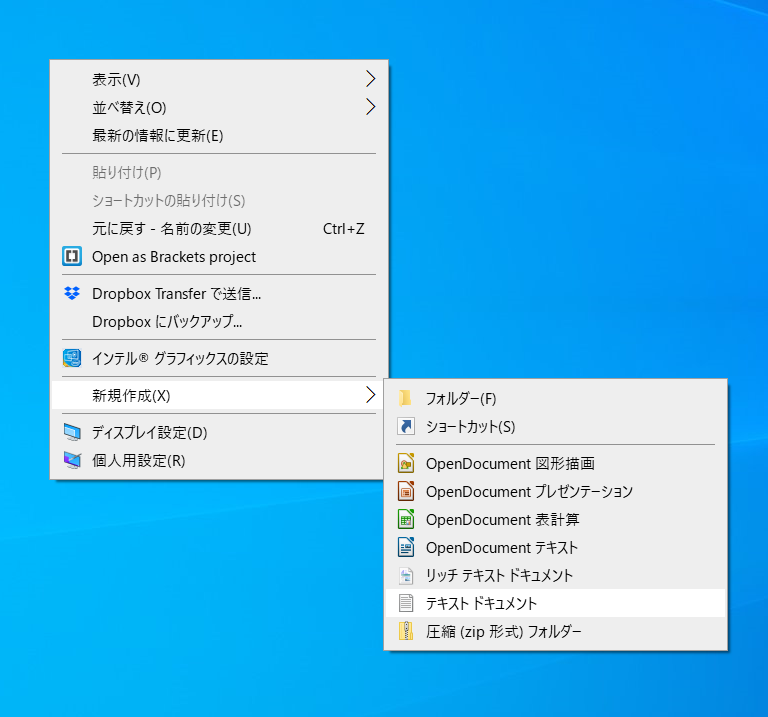 表示(V)
並べ替え(O)
最新の情報に更新(E)
貼り付け(P)
ショートカットの貼り付け(S)
元に戻す - 名前の変更(U) Ctrl+Z
Open as Brackets project
Dropbox Transfer で送信...
Dropbox にバックアップ...
インテル® グラフィックスの設定
新規作成(X)
ディスプレイ設定(D)
個人用設定(R)
フォルダー(F)
ショートカット(S)
OpenDocument 図形描画
OpenDocument プレゼンテーション
OpenDocument 表計算
OpenDocument テキスト
リッチ テキスト ドキュメント
テキスト ドキュメント
圧縮 (zip 形式) フォルダー